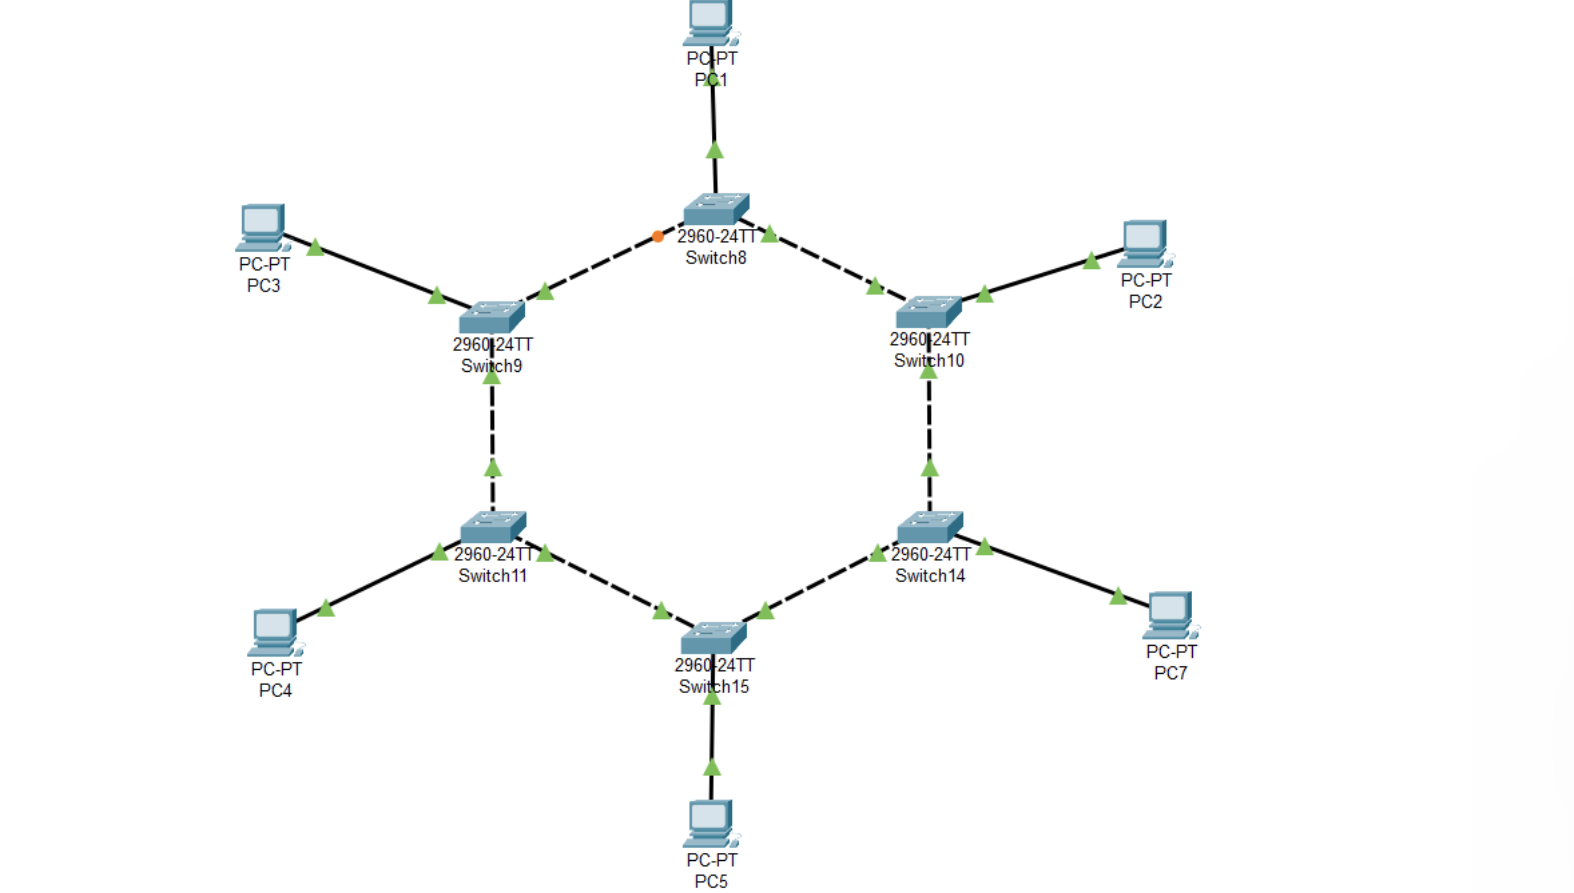 PC-PT
PC1
PC-PT
PC3
2960-24TT
Switch8
PC-PT
PC2
2960-24TT
Switch9
2960-24TT
Switch10
2960-24TT
Switch11
2960-24TT
Switch14
PC-PT
PC4
2960-24TT
Switch15
PC-PT
PC7
PC-PT
PC5